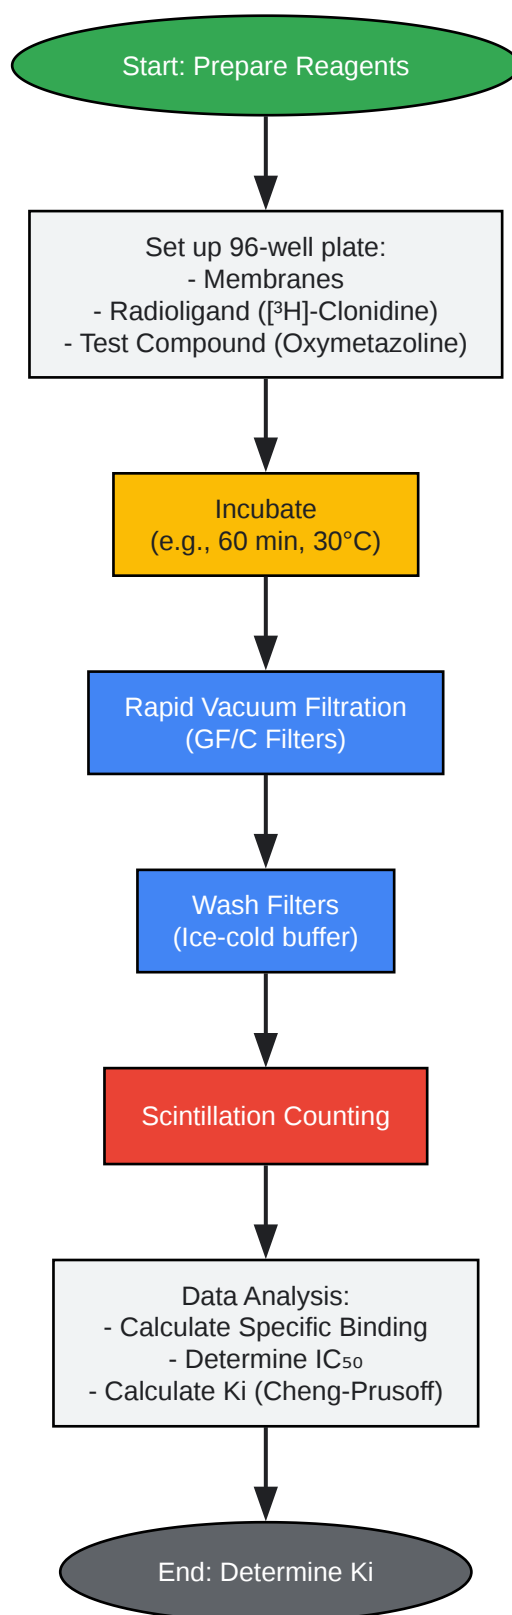 Start: Prepare Reagents
Set up 96-well plate:
- Membranes
- Radioligand ([³H]-Clonidine)
- Test Compound (Oxymetazoline)
Incubate
(e.g., 60 min, 30°C)
Rapid Vacuum Filtration
(GF/C Filters)
Wash Filters
(Ice-cold buffer)
Scintillation Counting
Data Analysis:
- Calculate Specific Binding
- Determine IC₅₀
- Calculate Ki (Cheng-Prusoff)
End: Determine Ki